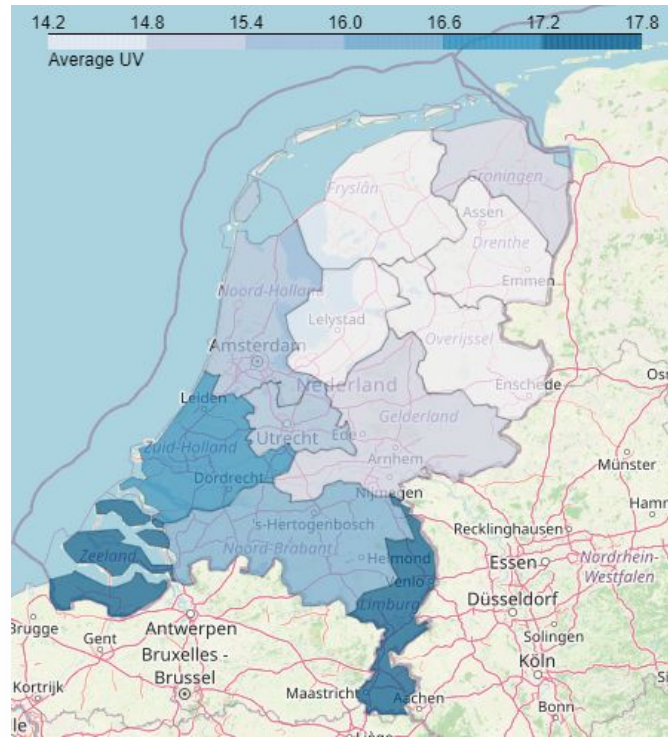 14.2 14.8 15.4 16.0 16.6 17.2 17.8
Average UV
Groningen
Fryslân
Assen
Drenthe
Emmen
Noord-Holland
Lelystad
Overijssel
Amsterdam
Nederland
Enschede
Leiden
Gelderland
Utrecht
Ede
Zuid-Holland
Arnhem
Münster
Dordrecht
Nijmegen
's-Hertogenbosch
Recklinghausen
Noord-Brabant
Helmond
Essen
Nordrhein-
Westfalen
Zeeland
Venlo
Limburg
Düsseldorf
Brugge
Antwerpen
Solingen
Gent
Bruxelles -
Brussel
Köln
Kortrijk
Maastricht
Aachen
Bonn
Liège